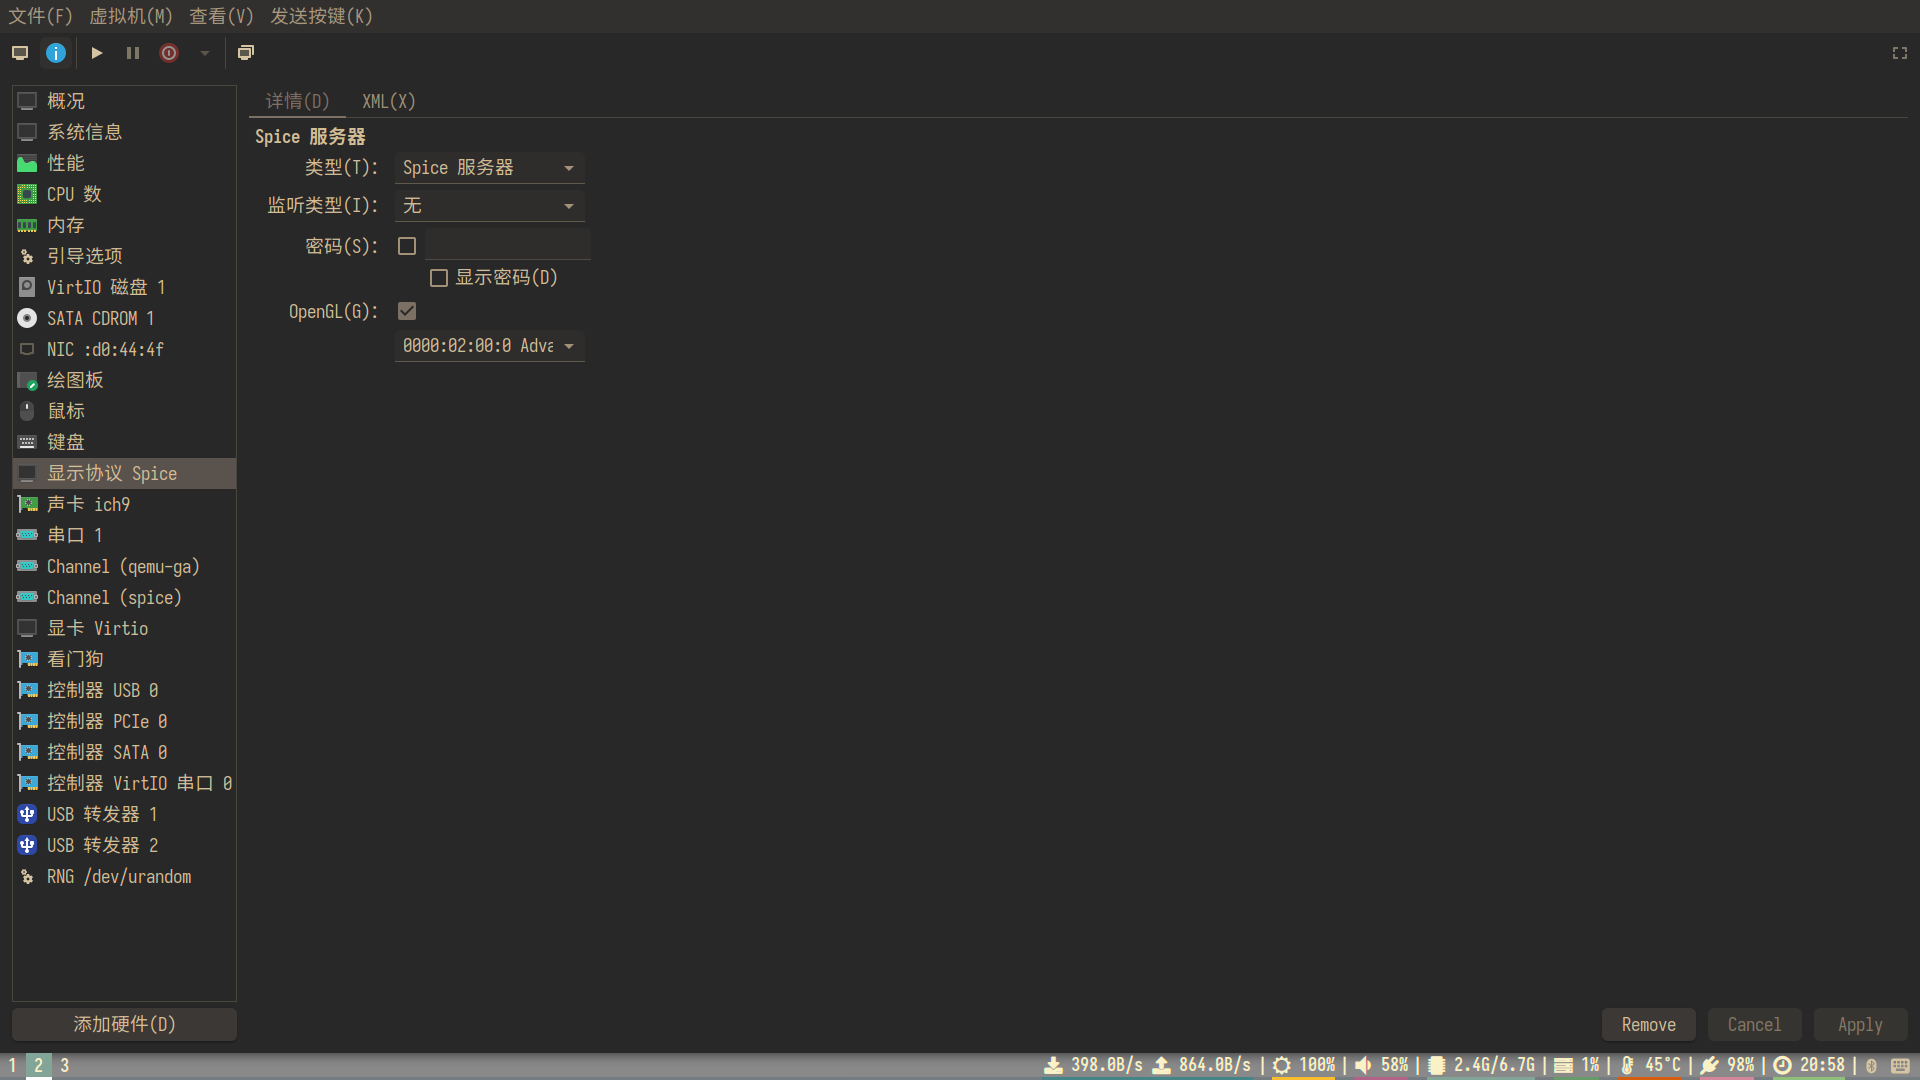 文件(F) 虚拟机(M) 查看(V) 发送按键(K)
概况
系统信息
性能
CPU 数
内存
引导选项
VirtIO 磁盘 1
SATA CDROM 1
NIC :d0:44:4f
绘图板
鼠标
键盘
显示协议 Spice
声卡 ich9
串口 1
Channel (qemu-ga)
Channel (spice)
显卡 Virtio
看门狗
控制器 USB 0
控制器 PCIe 0
控制器 SATA 0
控制器 VirtIO 串口 0
USB 转发器 1
USB 转发器 2
RNG /dev/urandom
添加硬件(D)
详情(D) XML(X)
Spice 服务器
类型(T): Spice 服务器
监听类型(I): 无
密码(S):
显示密码(D)
OpenGL(G):
0000:02:00:0 Adva
Remove Cancel Apply
1 2 3 398.0B/s 864.0B/s | 100% | 58% | 2.4G/6.7G | 1% | 45°C | 98% | 20:58 |